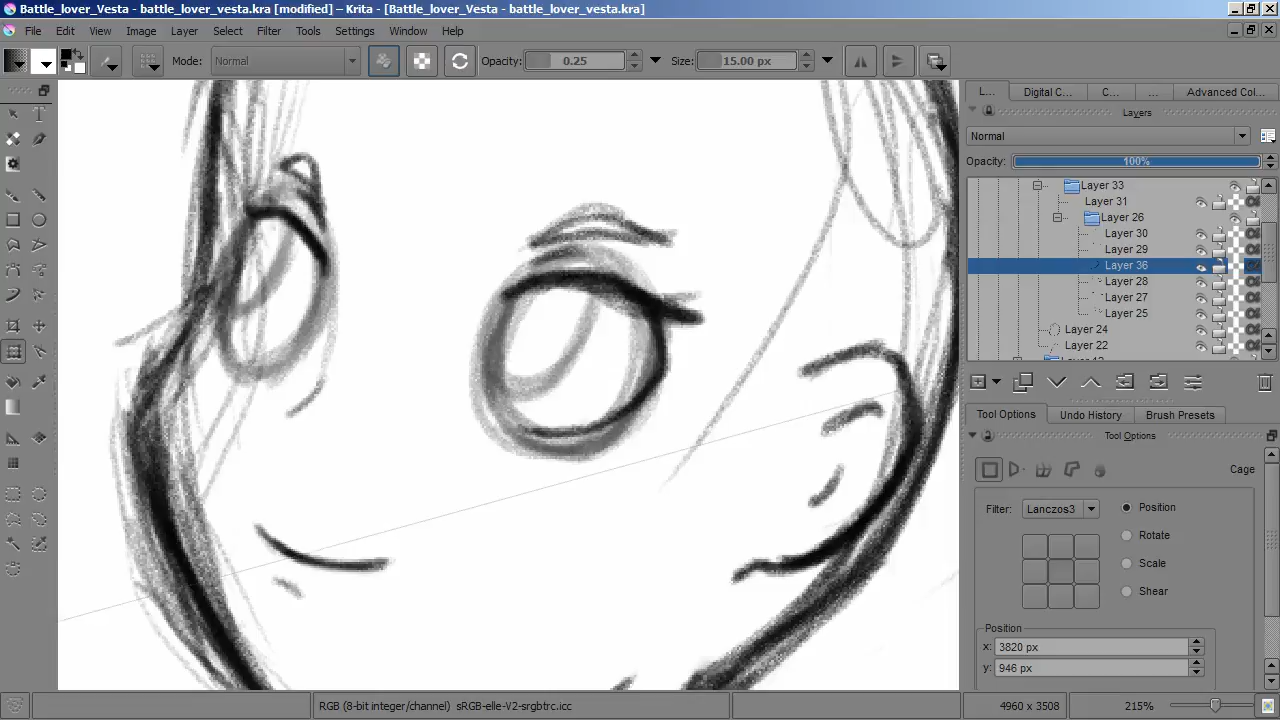 Battle_lover_Vesta - battle_lover_vesta.kra [modified] – Krita - [Battle_Lover_Vesta - battle_lover_vesta.kra]
File Edit View Image Layer Select Filter Tools Settings Window Help
Mode: Normal Opacity: 0.25 Size: 15.00 px
L... Digital C... C... ... Advanced Col...
Layers
Normal
Opacity: 100%
Layer 33
Layer 31
Layer 26
Layer 30
Layer 29
Layer 36
Layer 28
Layer 27
Layer 25
Layer 24
Layer 22
Tool Options Undo History Brush Presets
Tool Options
Cage
Filter: Lanczos3 Position
Rotate
Scale
Shear
Position
x: 3820 px
y: 946 px
RGB (8-bit integer/channel) sRGB-elle-V2-srgbtrc.icc 4960 x 3508 215%